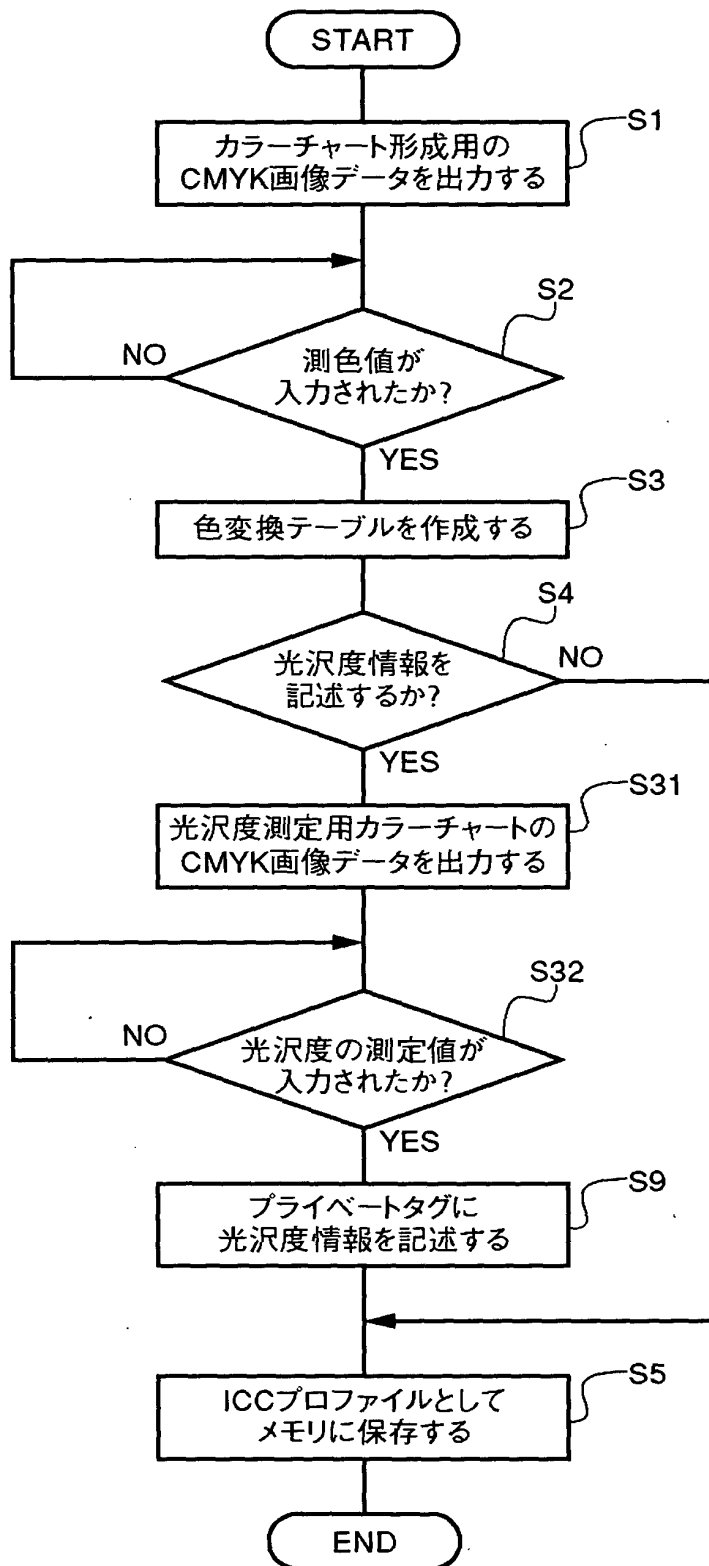 START
S1
カラーチャート形成用の
CMYK画像データを出力する
S2
NO
測色値が
入力されたか?
YES
S3
色変換テーブルを作成する
S4
光沢度情報を
記述するか?
NO
YES
S31
光沢度測定用カラーチャートの
CMYK画像データを出力する
S32
NO
光沢度の測定値が
入力されたか?
YES
S9
プライベートタグに
光沢度情報を記述する
S5
ICCプロファイルとして
メモリに保存する
END